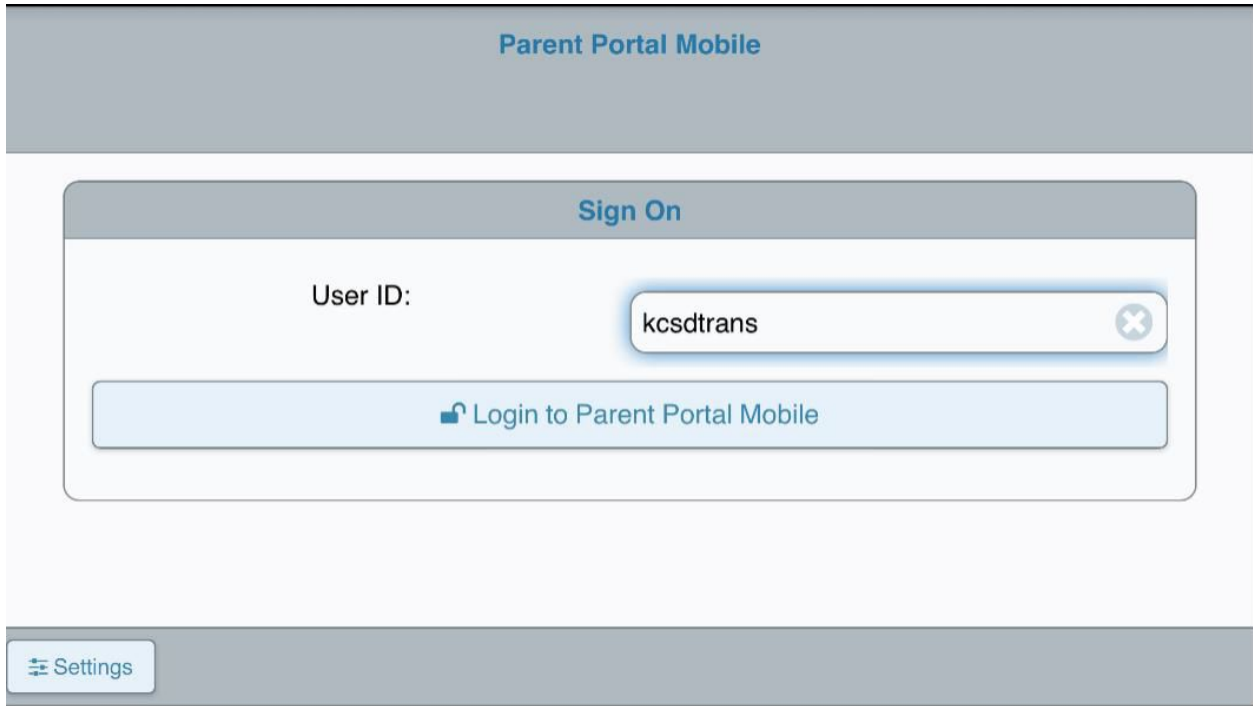 Parent Portal Mobile
Sign On
User ID:
kcsdtrans
Login to Parent Portal Mobile
Settings